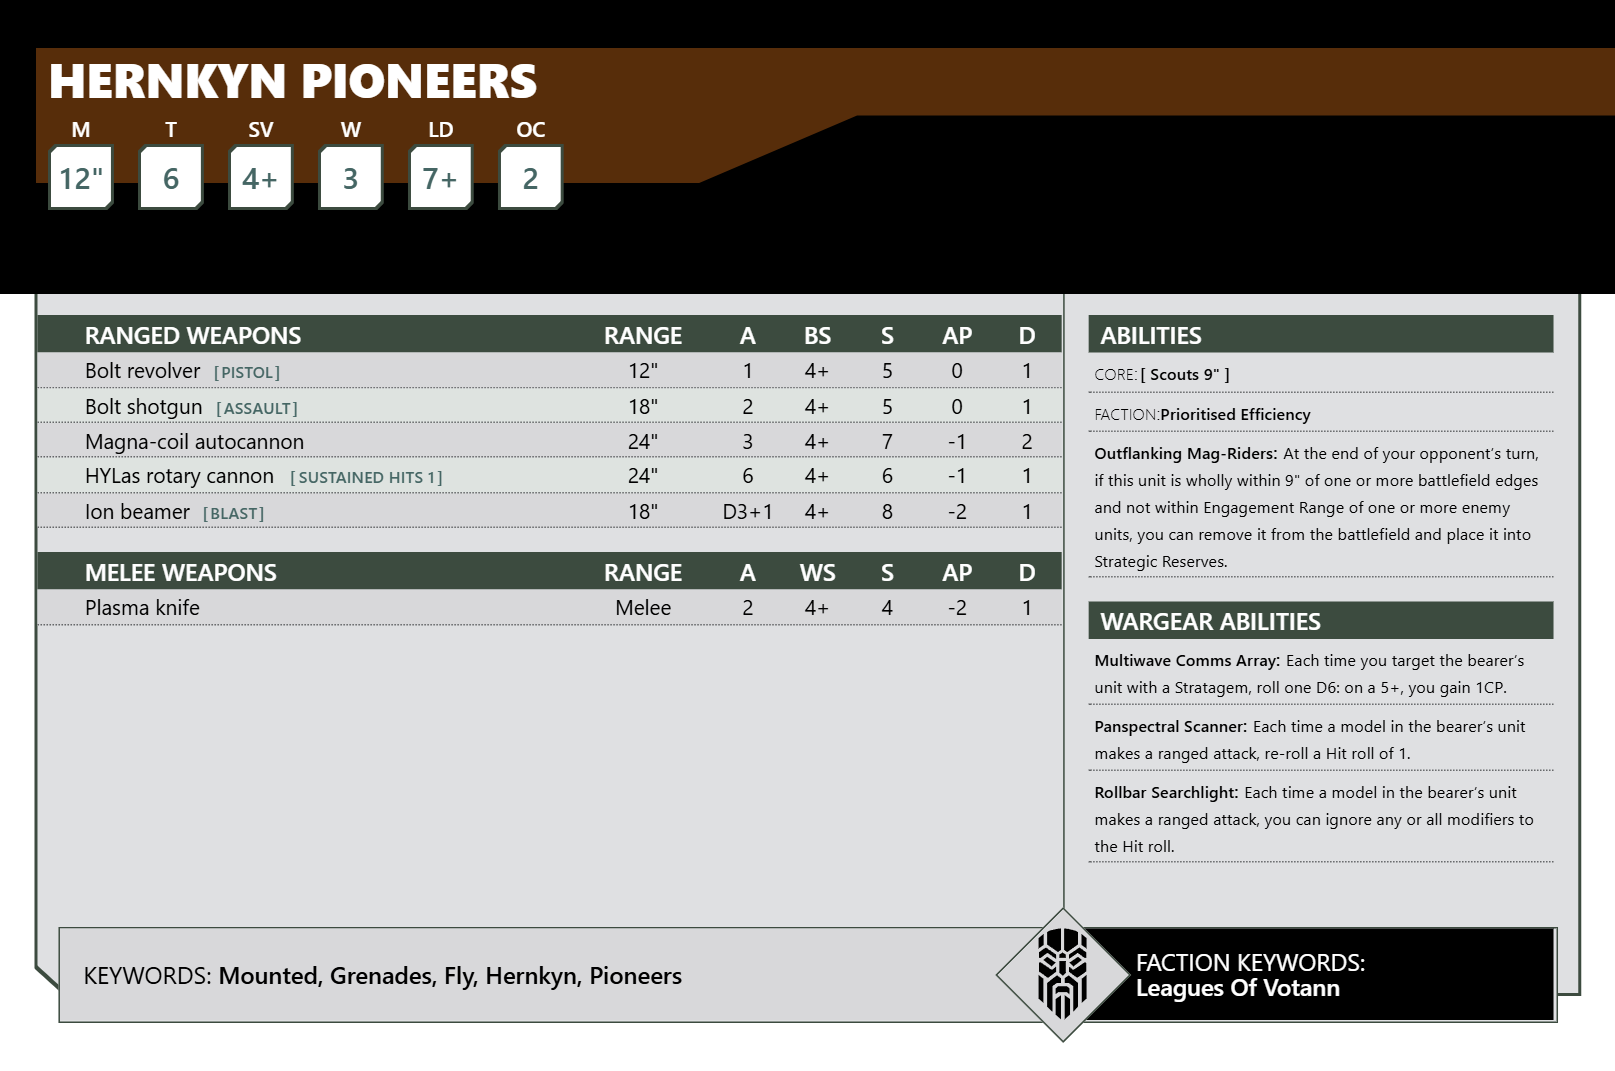 HERNKYN PIONEERS
M T SV W LD OC
12" 6 4+ 3 7+ 2
RANGED WEAPONS RANGE A BS S AP D
Bolt revolver [PISTOL] 12" 1 4+ 5 0 1
Bolt shotgun [ASSAULT] 18" 2 4+ 5 0 1
Magna-coil autocannon 24" 3 4+ 7 -1 2
HYLas rotary cannon [SUSTAINED HITS 1] 24" 6 4+ 6 -1 1
Ion beamer [BLAST] 18" D3+1 4+ 8 -2 1
MELEE WEAPONS RANGE A WS S AP D
Plasma knife Melee 2 4+ 4 -2 1
ABILITIES
CORE: [ Scouts 9" ]
FACTION:Prioritised Efficiency
Outflanking Mag-Riders: At the end of your opponent's turn,
if this unit is wholly within 9" of one or more battlefield edges
and not within Engagement Range of one or more enemy
units, you can remove it from the battlefield and place it into
Strategic Reserves.
WARGEAR ABILITIES
Multiwave Comms Array: Each time you target the bearer's
unit with a Stratagem, roll one D6: on a 5+, you gain 1CP.
Panspectral Scanner: Each time a model in the bearer's unit
makes a ranged attack, re-roll a Hit roll of 1.
Rollbar Searchlight: Each time a model in the bearer's unit
makes a ranged attack, you can ignore any or all modifiers to
the Hit roll.
KEYWORDS: Mounted, Grenades, Fly, Hernkyn, Pioneers
FACTION KEYWORDS:
Leagues Of Votann